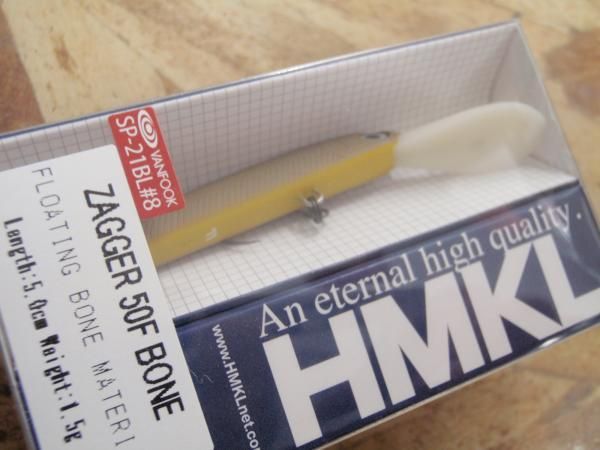 VANFOOK
SP-21BL#8
ZAGGER 50F BONE
FLOATING BONE MATERI
Length:5.0cm Weight:1.5g
An eternal high quality.
HMKL
www.HMKLnet.co